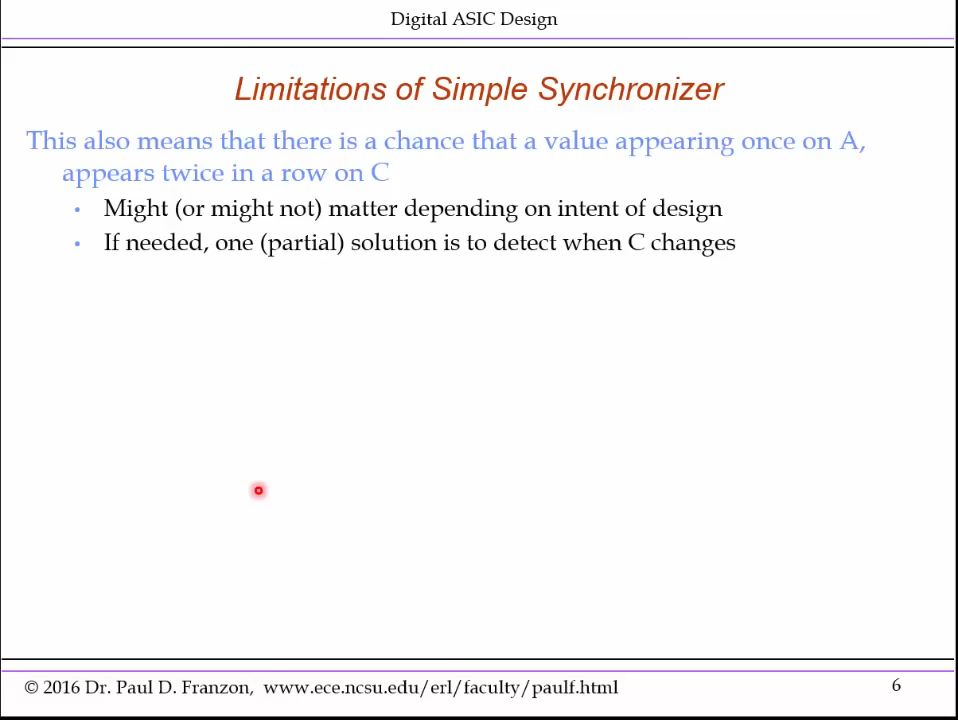 Digital ASIC Design
Limitations of Simple Synchronizer
This also means that there is a chance that a value appearing once on A,
appears twice in a row on C
• Might (or might not) matter depending on intent of design
• If needed, one (partial) solution is to detect when C changes
© 2016 Dr. Paul D. Franzon, www.ece.ncsu.edu/erl/faculty/paulf.html
6